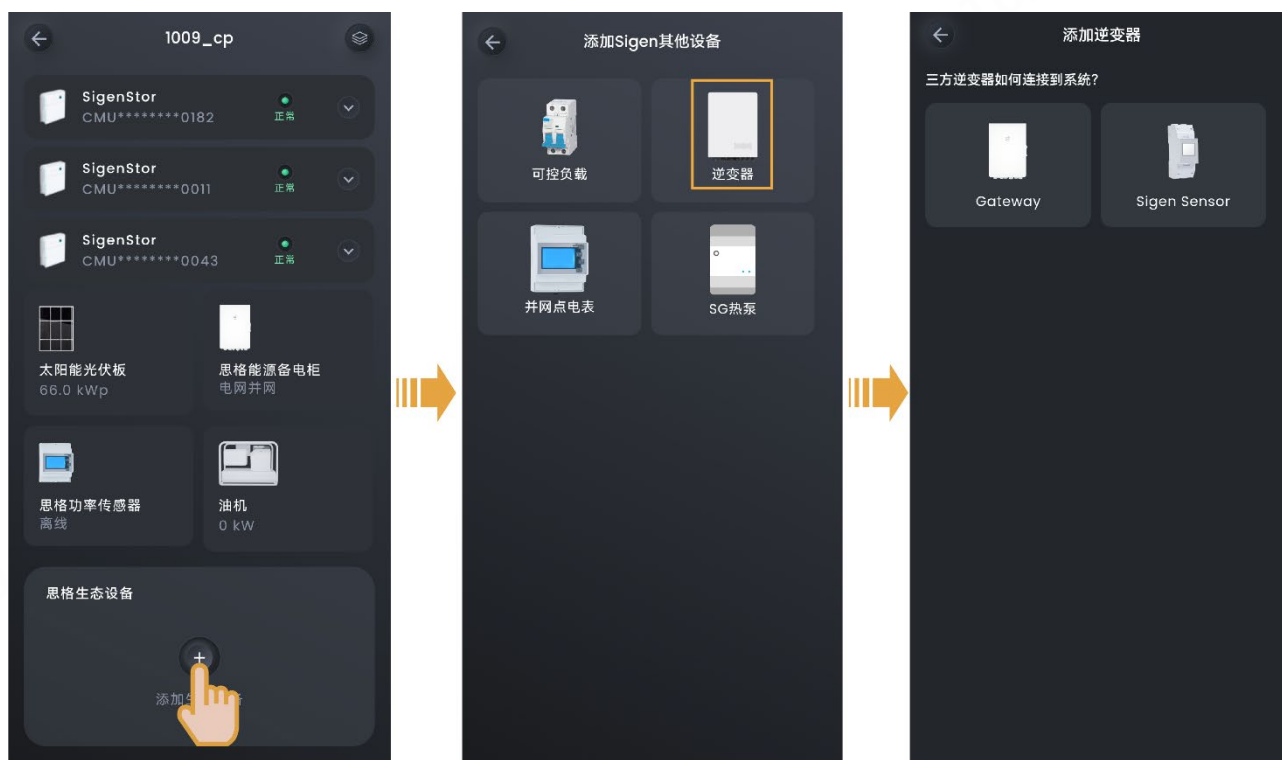 1009_cp
SigenStor
CMU********0182
正常
SigenStor
CMU********0011
正常
SigenStor
CMU********0043
正常
太阳能光伏板
66.0 kWp
思格能源备电柜
电网并网
思格功率传感器
离线
油机
0 kW
思格生态设备
添加
添加Sigen其他设备
可控负载
逆变器
并网点电表
SG热泵
添加逆变器
三方逆变器如何连接到系统?
Gateway
Sigen Sensor